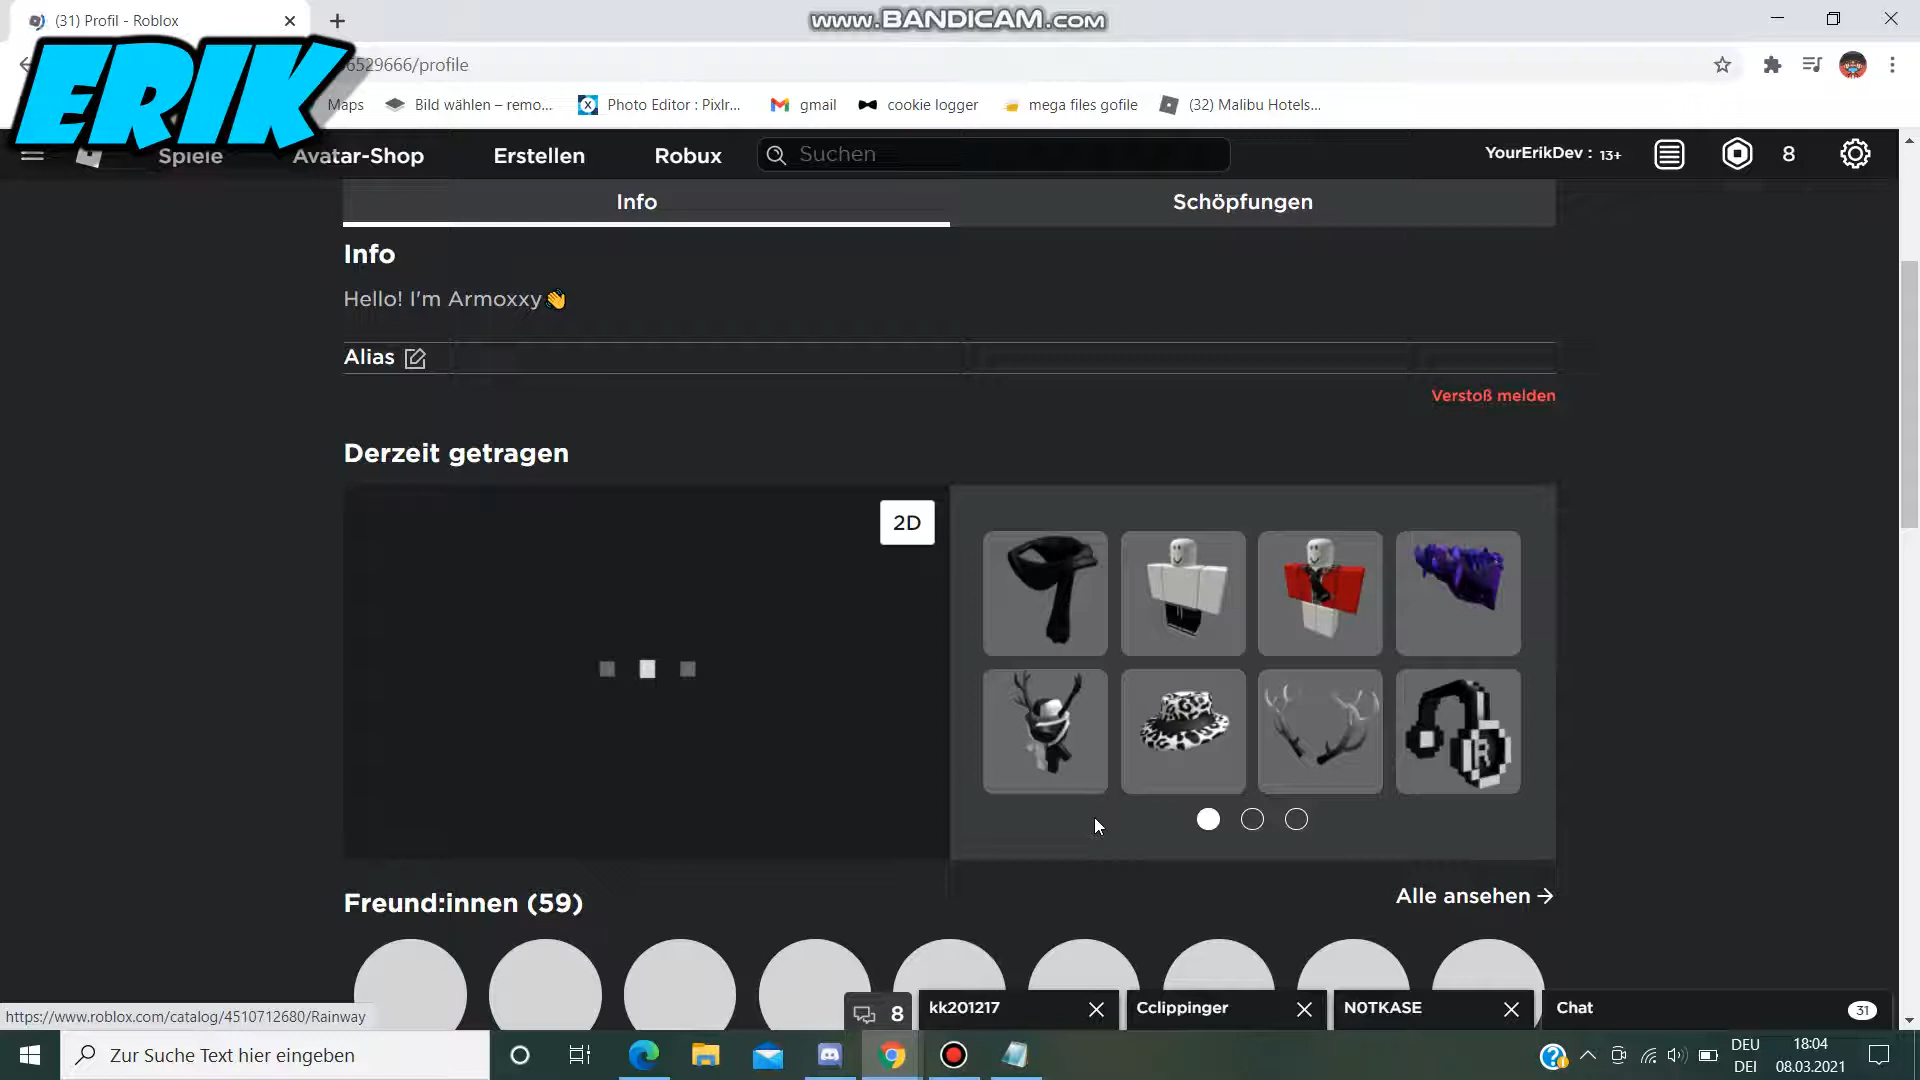 (31) Profil - Roblox
www.BANDICAM.com
ERIK
6529666/profile
Maps
Bild wählen – remo...
Photo Editor : Pixlr...
gmail
cookie logger
mega files gofile
(32) Malibu Hotels...
Spiele
Avatar-Shop
Erstellen
Robux
Suchen
YourErikDev : 13+
8
Info
Schöpfungen
Info
Hello! I'm Armoxxy👋
Alias
Verstoß melden
Derzeit getragen
2D
R
Freund:innen (59)
Alle ansehen →
https://www.roblox.com/catalog/4510712680/Rainway
8
kk201217
Cclippinger
N0TKASE
Chat
31
Zur Suche Text hier eingeben
DEU
DEI
18:04
08.03.2021